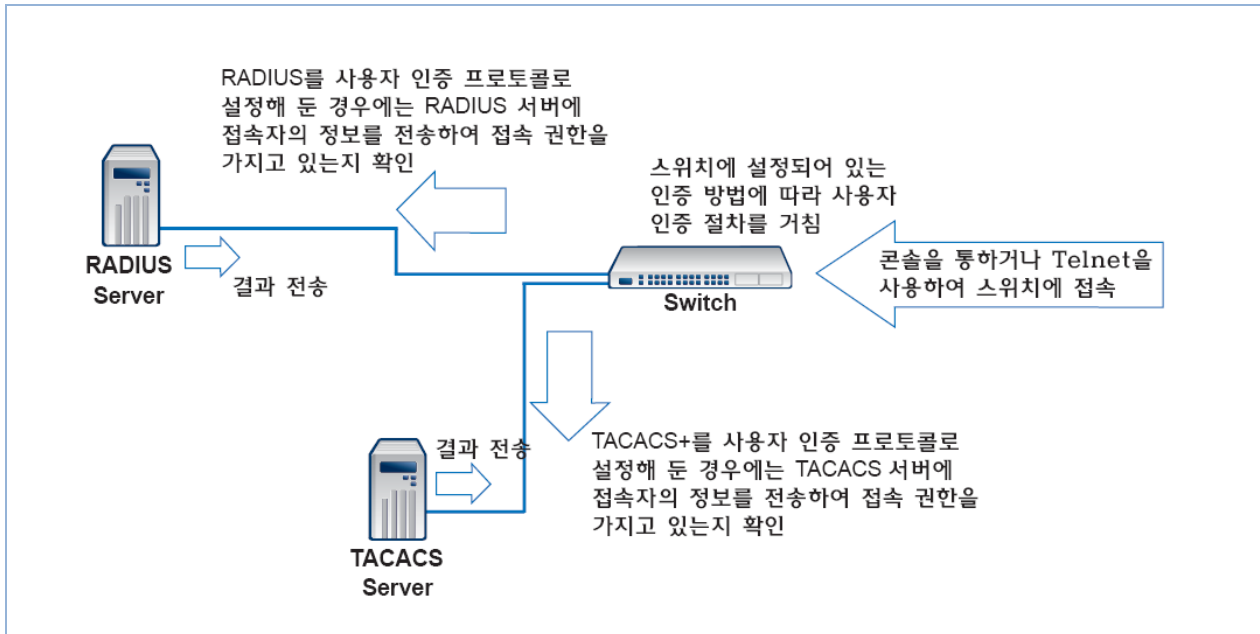 RADIUS를 사용자 인증 프로토콜로
설정해 둔 경우에는 RADIUS 서버에
접속자의 정보를 전송하여 접속 권한을
가지고 있는지 확인
스위치에 설정되어 있는
인증 방법에 따라 사용자
인증 절차를 거침
콘솔을 통하거나 Telnet을
사용하여 스위치에 접속
RADIUS
Server
결과 전송
Switch
결과 전송
TACACS+를 사용자 인증 프로토콜로
설정해 둔 경우에는 TACACS 서버에
접속자의 정보를 전송하여 접속 권한을
가지고 있는지 확인
TACACS
Server